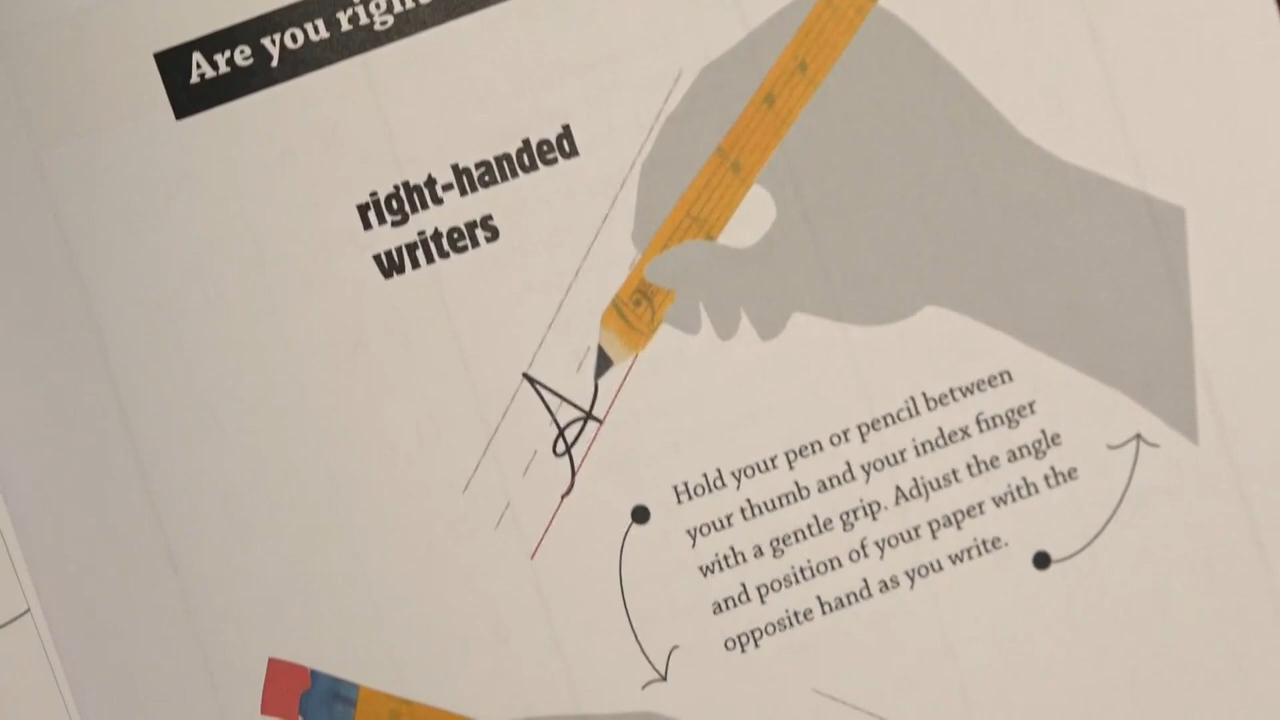 Are you right
right-handed
writers
Hold your pen or pencil between
your thumb and your index finger
with a gentle grip. Adjust the angle
and position of your paper with the
opposite hand as you write.